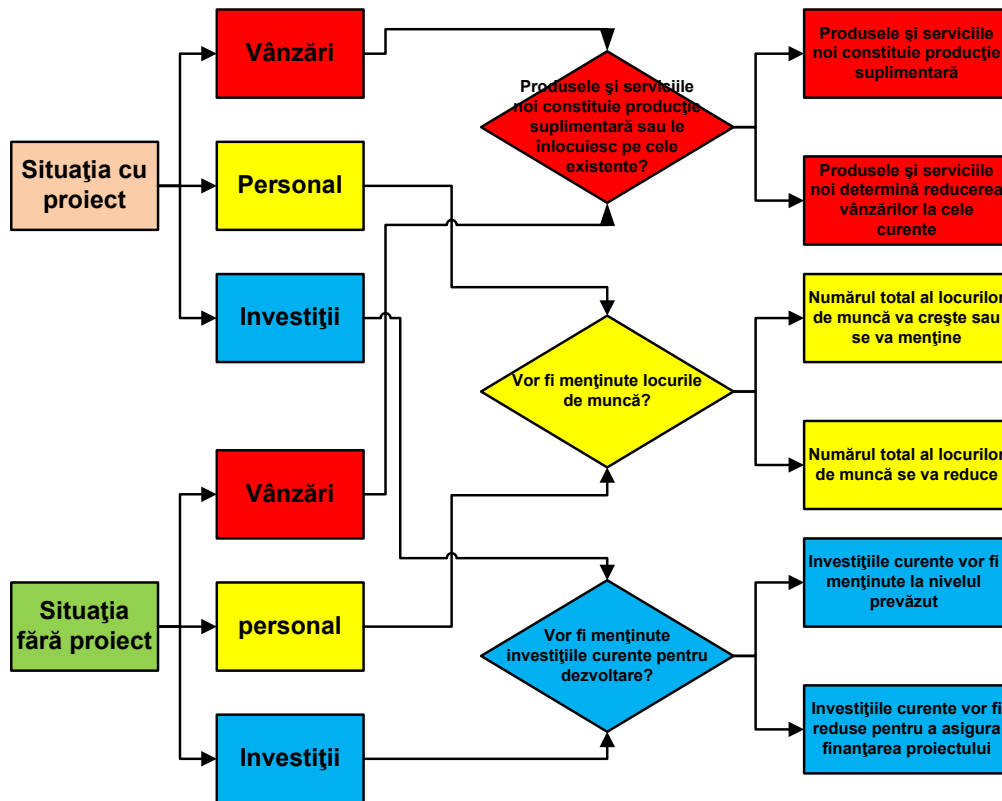 Situaţia cu
proiect
Vânzări
Personal
Investiţii
Produsele şi serviciile
noi constituie producţie
suplimentară sau le
înlocuiesc pe cele
existente?
Produsele şi serviciile
noi constituie producţie
suplimentară
Produsele şi serviciile
noi determină reducerea
vânzărilor la cele
curente
Vor fi menţinute locurile
de muncă?
Numărul total al locurilor
de muncă va creşte sau
se va menţine
Numărul total al locurilor
de muncă se va reduce
Situaţia
fără proiect
Vânzări
personal
Investiţii
Vor fi menţinute
investiţiile curente pentru
dezvoltare?
Investiţiile curente vor fi
menţinute la nivelul
prevăzut
Investiţiile curente vor fi
reduse pentru a asigura
finanţarea proiectului